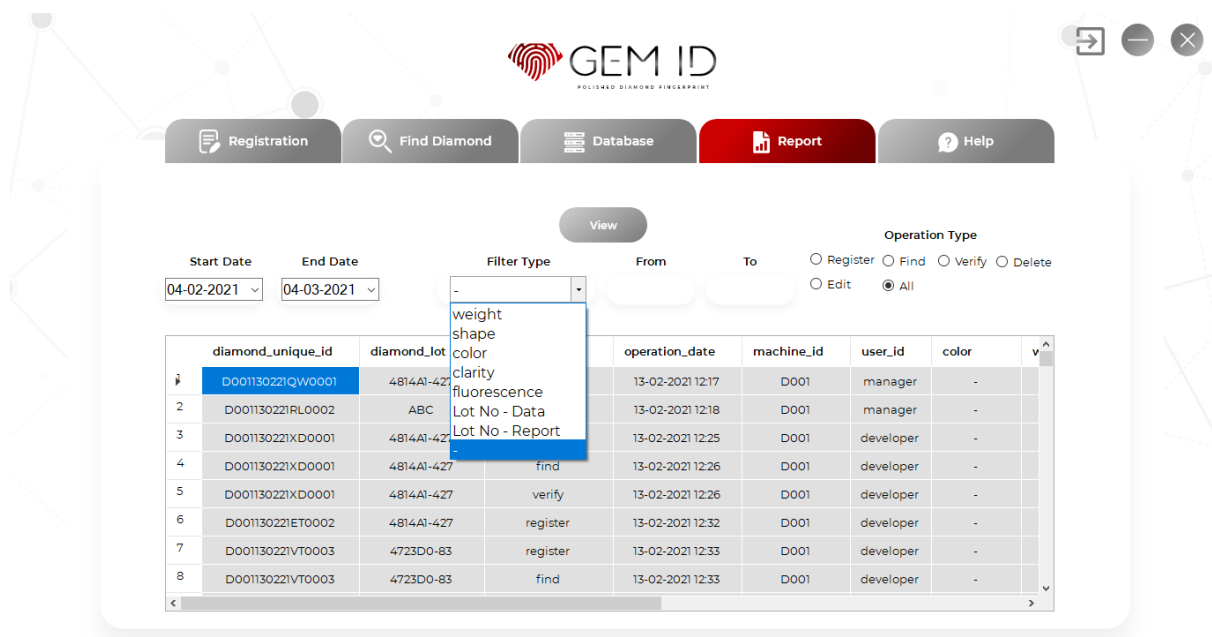 GEM ID
POLISHED DIAMOND FINGERPRINT
Registration
Find Diamond
Database
Report
Help
View
Operation Type
Start Date End Date Filter Type From To
Register Find Verify Delete
04-02-2021 04-03-2021 -
Edit All
weight
shape
color
clarity
fluorescence
Lot No - Data
Lot No - Report
-
diamond_unique_id diamond_lot operation_date machine_id user_id color
1 D001130221QW0001 4814A1-427 13-02-2021 12:17 D001 manager -
2 D001130221RL0002 ABC 13-02-2021 12:18 D001 manager -
3 D001130221XD0001 4814A1-427 13-02-2021 12:25 D001 developer -
4 D001130221XD0001 4814A1-427 find 13-02-2021 12:26 D001 developer -
5 D001130221XD0001 4814A1-427 verify 13-02-2021 12:26 D001 developer -
6 D001130221ET0002 4814A1-427 register 13-02-2021 12:32 D001 developer -
7 D001130221VT0003 4723D0-83 register 13-02-2021 12:33 D001 developer -
8 D001130221VT0003 4723D0-83 find 13-02-2021 12:33 D001 developer -